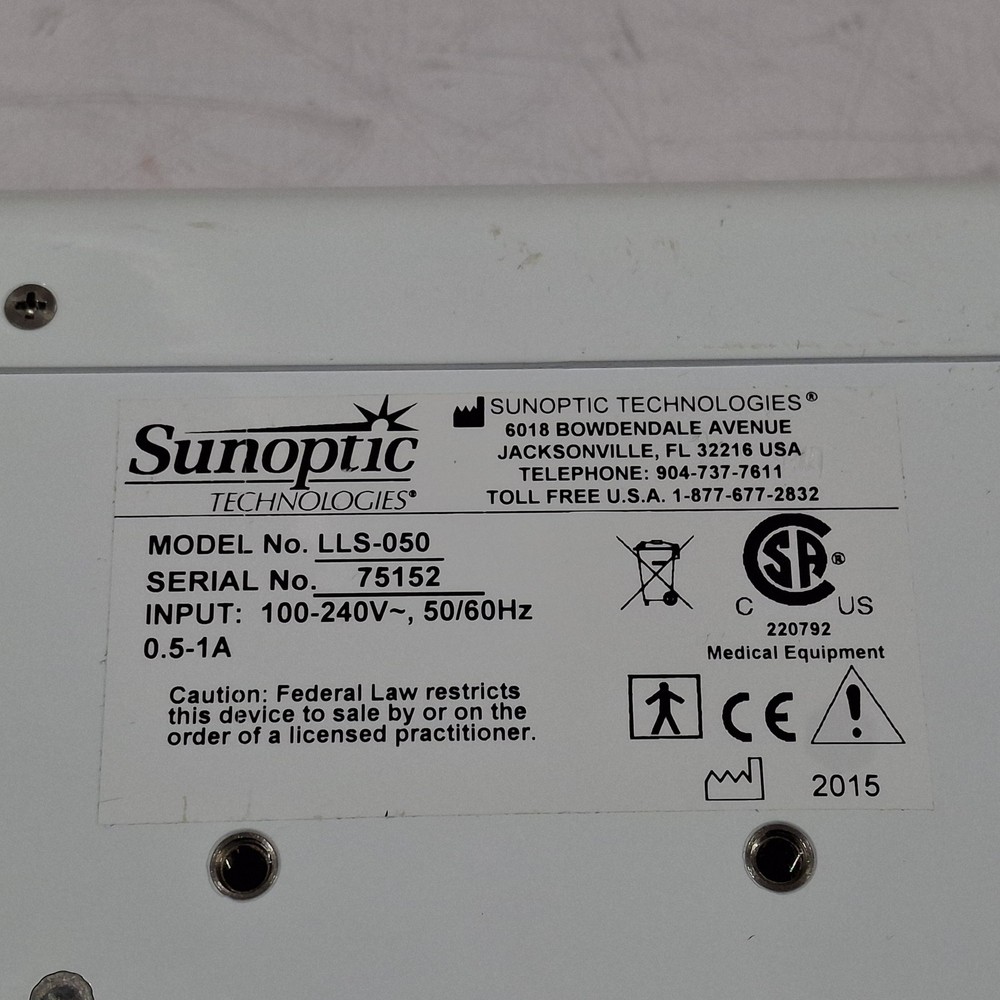 Sunoptic
TECHNOLOGIES®
SUNOPTIC TECHNOLOGIES®
6018 BOWDENDALE AVENUE
JACKSONVILLE, FL 32216 USA
TELEPHONE: 904-737-7611
TOLL FREE U.S.A. 1-877-677-2832
MODEL No. LLS-050
SERIAL No. 75152
INPUT: 100-240V~, 50/60Hz
0.5-1A
Caution: Federal Law restricts
this device to sale by or on the
order of a licensed practitioner.
CSA®
C US
220792
Medical Equipment
CE
2015